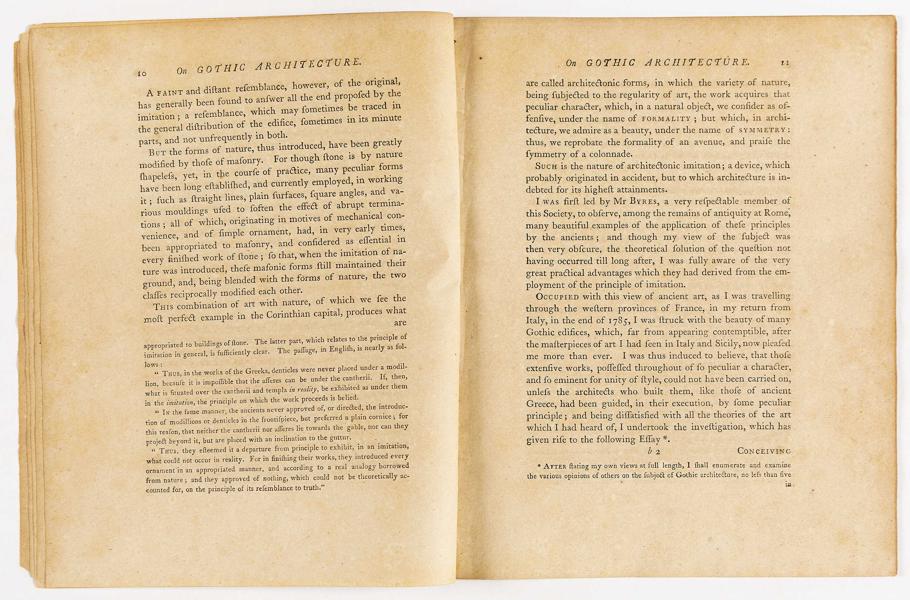 10 On GOTHIC ARCHITECTURE.
A FAINT and diſtant reſemblance, however, of the original,
has generally been found to anſwer all the end propoſed by the
imitation; a reſemblance, which may ſometimes be traced in
the general diſtribution of the edifice, ſometimes in its minute
parts, and not unfrequently in both.
BUT the forms of nature, thus introduced, have been greatly
modified by thoſe of maſonry. For though ſtone is by nature
ſhapeleſs, yet, in the courſe of practice, many peculiar forms
have been long eſtabliſhed, and currently employed, in working
it; ſuch as ſtraight lines, plain ſurfaces, ſquare angles, and va-
rious mouldings uſed to ſoften the effect of abrupt termina-
tions; all of which, originating in motives of mechanical con-
venience, and of ſimple ornament, had, in very early times,
been appropriated to maſonry, and conſidered as eſſential in
every finiſhed work of ſtone; ſo that, when the imitation of na-
ture was introduced, theſe maſonic forms ſtill maintained their
ground, and, being blended with the forms of nature, the two
claſſes reciprocally modified each other.
THIS combination of art with nature, of which we ſee the
moſt perfect example in the Corinthian capital, produces what
are
appropriated to buildings of ſtone. The latter part, which relates to the principle of
imitation in general, is ſufficiently clear. The paſſage, in Engliſh, is nearly as fol-
lows:
" THUS, in the works of the Greeks, denticles were never placed under a modil-
lion, becauſe it is impoſſible that the aſſeres can be under the cantherii. If, then,
what is ſituated over the cantherii and templa in reality, be exhibited as under them
in the imitation, the principle on which the work proceeds is belied.
" IN the ſame manner, the ancients never approved of, or directed, the introduc-
tion of modillions or denticles in the frontiſpiece, but preferred a plain cornice; for
this reaſon, that neither the cantherii nor aſſeres lie towards the gable, nor can they
project beyond it, but are placed with an inclination to the guttur.
" THUS, they eſteemed it a departure from principle to exhibit, in an imitation,
what could not occur in reality. For in finiſhing their works, they introduced every
ornament in an appropriated manner, and according to a real analogy borrowed
from nature; and they approved of nothing, which could not be theoretically ac-
counted for, on the principle of its reſemblance to truth."
On GOTHIC ARCHITECTURE. 11
are called architectonic forms, in which the variety of nature,
being ſubjected to the regularity of art, the work acquires that
peculiar character, which, in a natural object, we conſider as of-
fenſive, under the name of FORMALITY; but which, in archi-
tecture, we admire as a beauty, under the name of SYMMETRY:
thus, we reprobate the formality of an avenue, and praiſe the
ſymmetry of a colonnade.
SUCH is the nature of architectonic imitation; a device, which
probably originated in accident, but to which architecture is in-
debted for its higheſt attainments.
I WAS firſt led by Mr BYRES, a very reſpectable member of
this Society, to obſerve, among the remains of antiquity at Rome,
many beautiful examples of the application of theſe principles
by the ancients; and though my view of the ſubject was
then very obſcure, the theoretical ſolution of the queſtion not
having occurred till long after, I was fully aware of the very
great practical advantages which they had derived from the em-
ployment of the principle of imitation.
OCCUPIED with this view of ancient art, as I was travelling
through the weſtern provinces of France, in my return from
Italy, in the end of 1785, I was ſtruck with the beauty of many
Gothic edifices, which, far from appearing contemptible, after
the maſterpieces of art I had ſeen in Italy and Sicily, now pleaſed
me more than ever. I was thus induced to believe, that thoſe
extenſive works, poſſeſſed throughout of ſo peculiar a character,
and ſo eminent for unity of ſtyle, could not have been carried on,
unleſs the architects who built them, like thoſe of ancient
Greece, had been guided, in their execution, by ſome peculiar
principle; and being diſſatisfied with all the theories of the art
which I had heard of, I undertook the inveſtigation, which has
given riſe to the following Eſſay *.
b 2 CONCEIVING
* AFTER ſtating my own views at full length, I ſhall enumerate and examine
the various opinions of others on the ſubject of Gothic architecture, no leſs than five
in